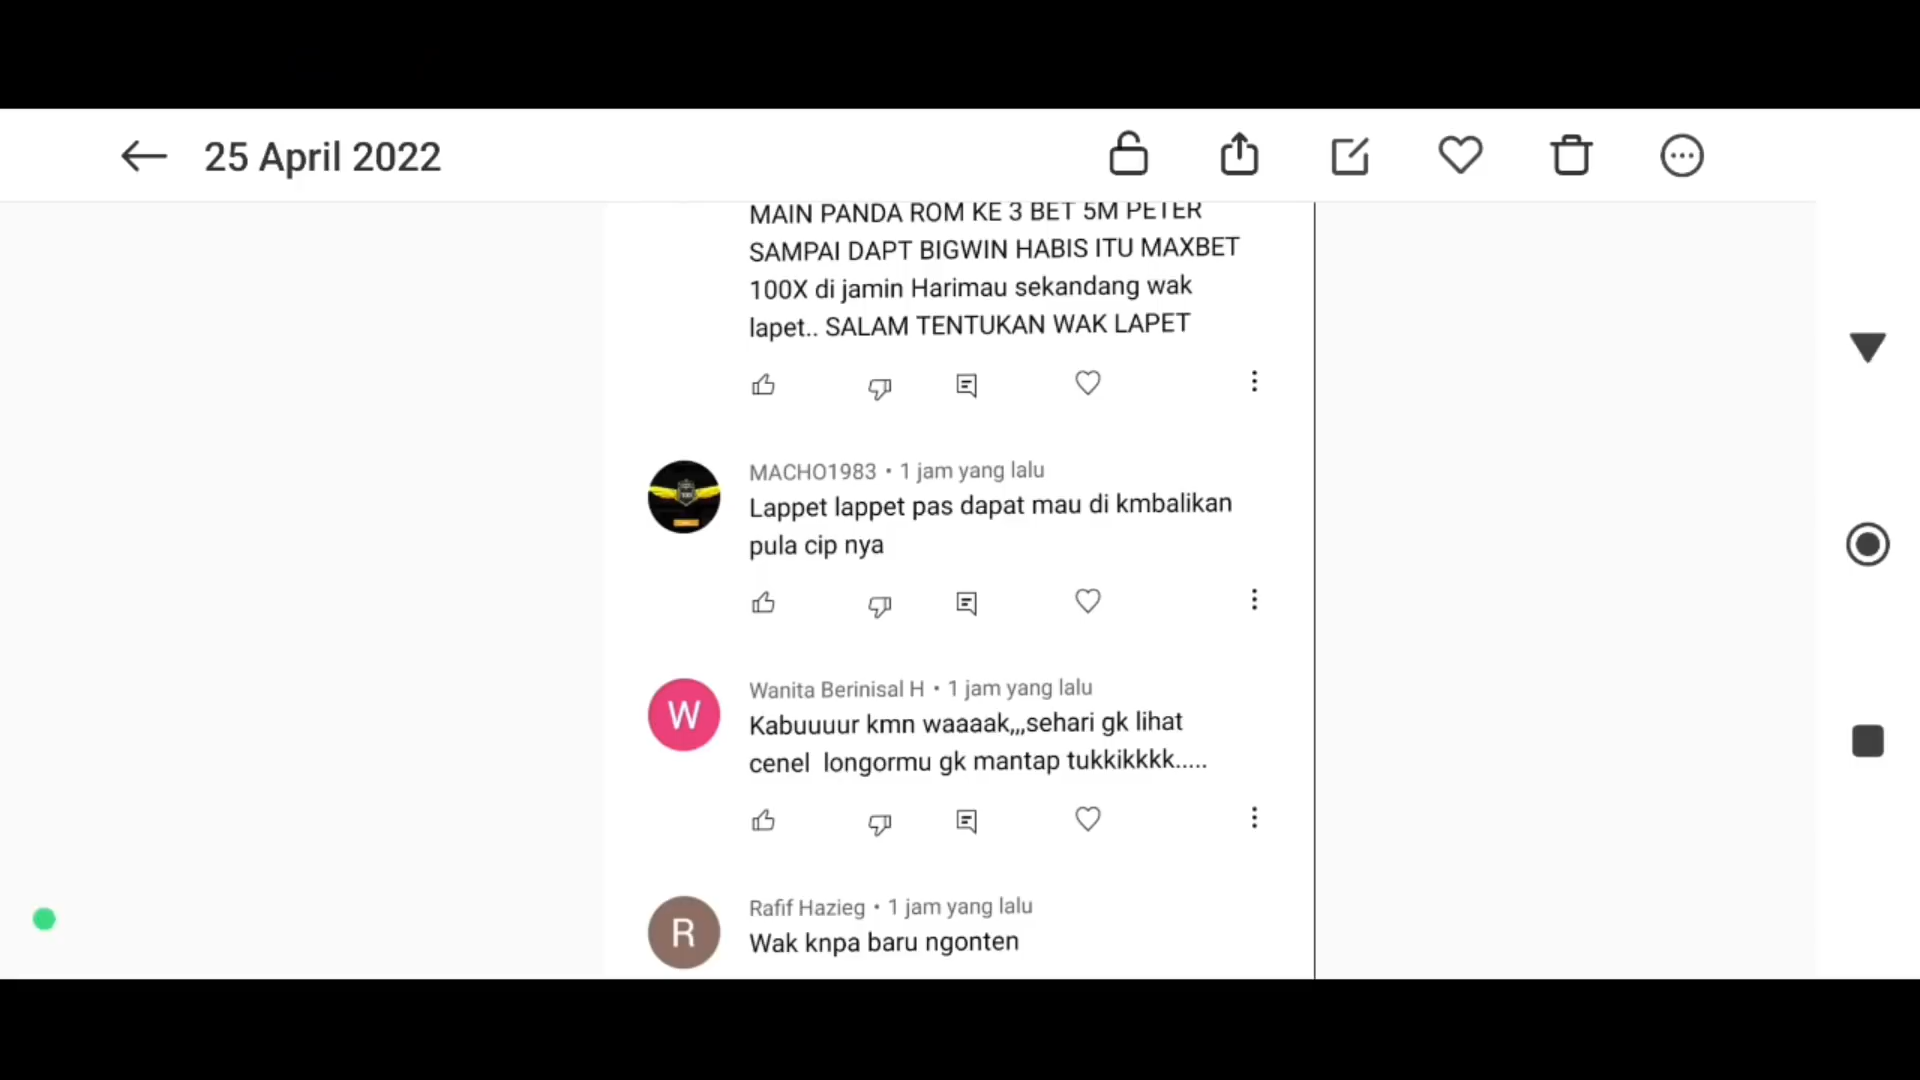 25 April 2022
MAIN PANDA ROM KE 3 BET 5M PETER
SAMPAI DAPT BIGWIN HABIS ITU MAXBET
100X di jamin Harimau sekandang wak
lapet.. SALAM TENTUKAN WAK LAPET
MACHO1983 • 1 jam yang lalu
Lappet lappet pas dapat mau di kmbalikan
pula cip nya
W
Wanita Berinisal H • 1 jam yang lalu
Kabuuuur kmn waaaak,,,sehari gk lihat
cenel longormu gk mantap tukkikkkk.....
R
Rafif Hazieg • 1 jam yang lalu
Wak knpa baru ngonten